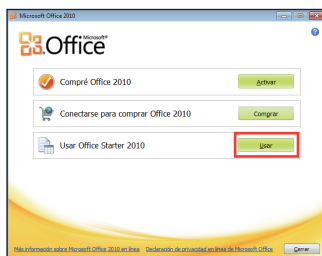 Microsoft Office 2010
Microsoft®
Office
Compré Office 2010
Activar
Conectarse para comprar Office 2010
Comprar
Usar Office Starter 2010
Usar
Más información sobre Microsoft Office 2010 en línea
Declaración de privacidad en línea de Microsoft Office
Cerrar